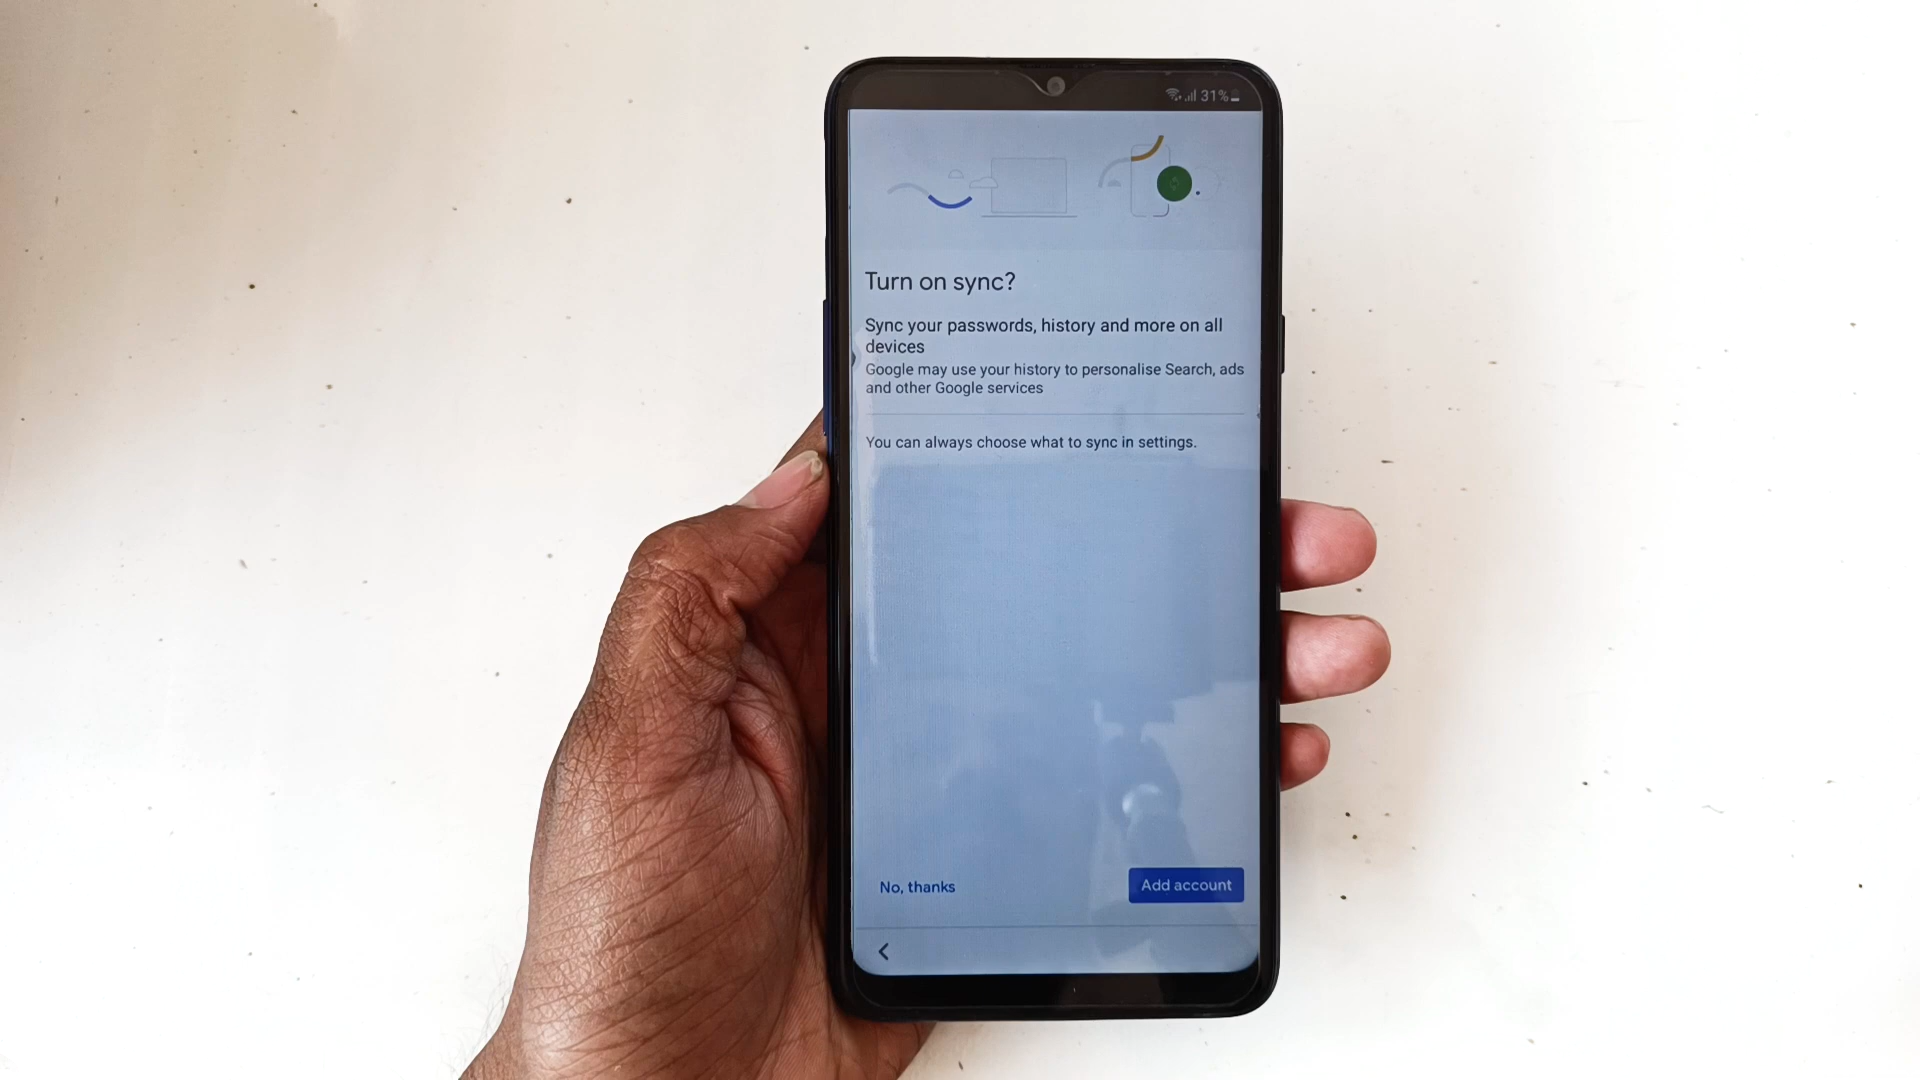 31%
Turn on sync?
Sync your passwords, history and more on all
devices
Google may use your history to personalise Search, ads
and other Google services
You can always choose what to sync in settings.
No, thanks
Add account